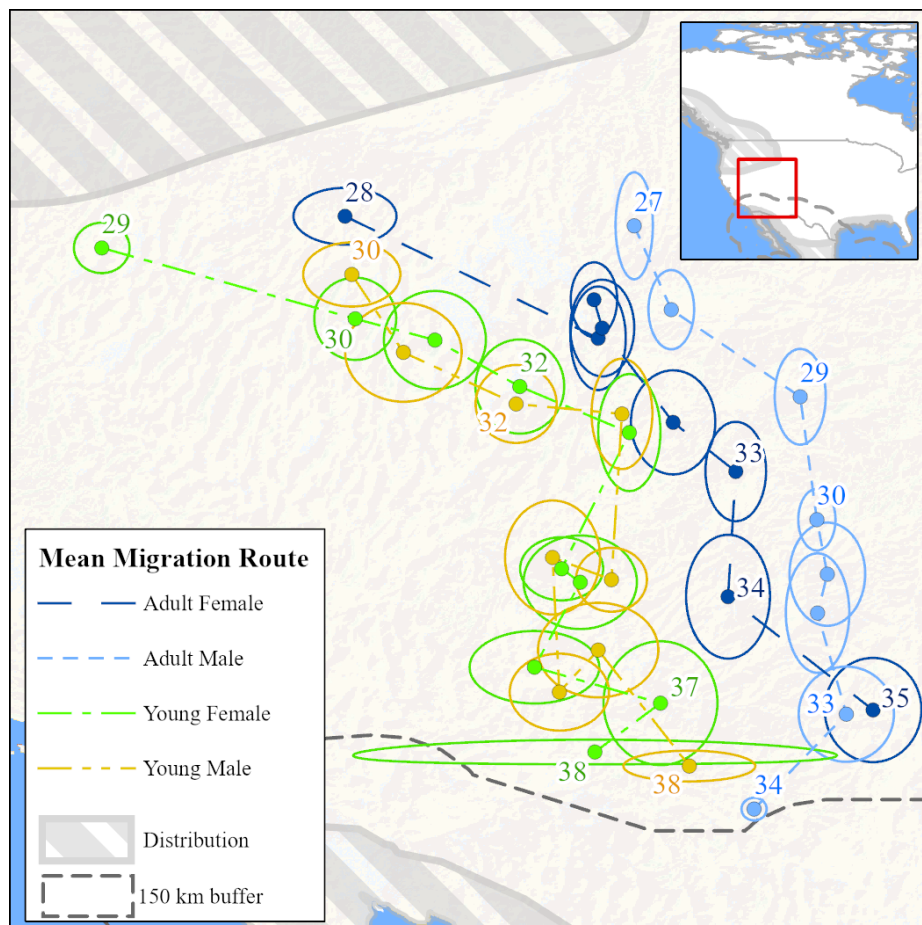 27
28
29
30
29
30
32
32
33
30
34
37
33
35
38
38
34
Mean Migration Route
Adult Female
Adult Male
Young Female
Young Male
Distribution
150 km buffer